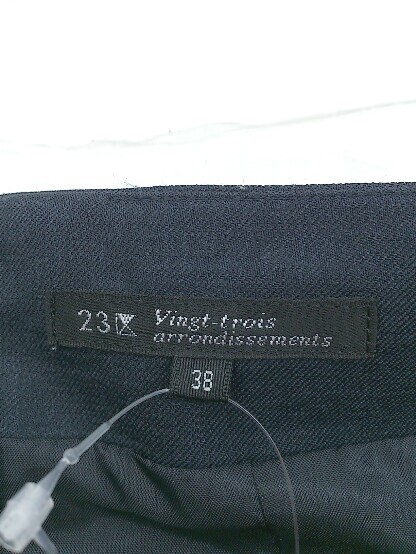 23区 Vingt-trois
arrondissements
38